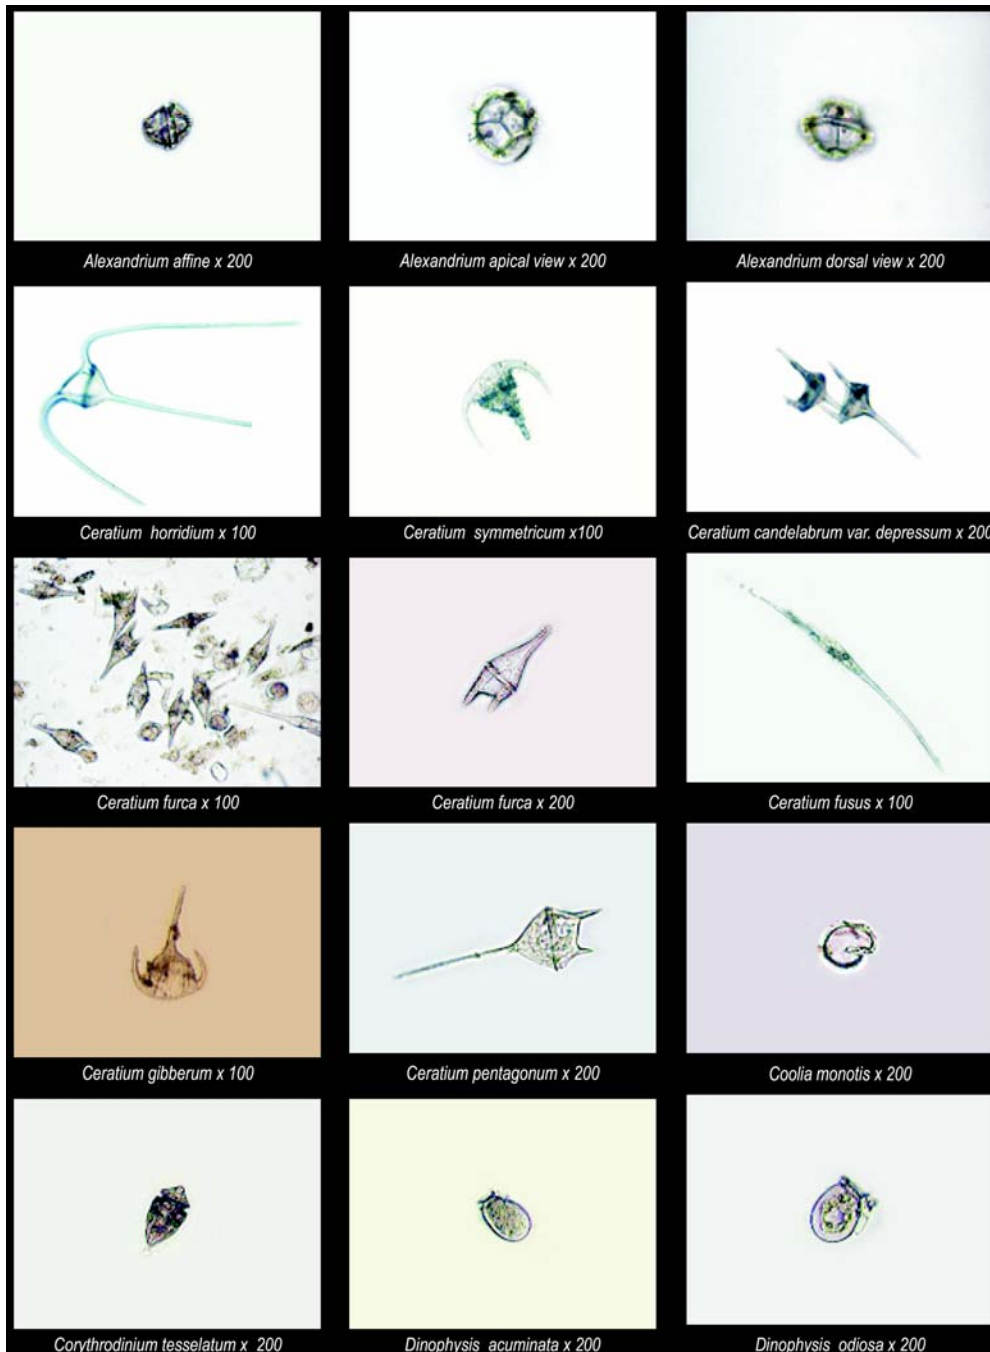 Alexandrium affine x 200
Alexandrium apical view x 200
Alexandrium dorsal view x 200
Ceratium horridium x 100
Ceratium symmetricum x100
Ceratium candelabrum var. depressum x 200
Ceratium furca x 100
Ceratium furca x 200
Ceratium fusus x 100
Ceratium gibberum x 100
Ceratium pentagonum x 200
Coolia monotis x 200
Corythrodinium tesselatum x 200
Dinophysis acuminata x 200
Dinophysis odiosa x 200